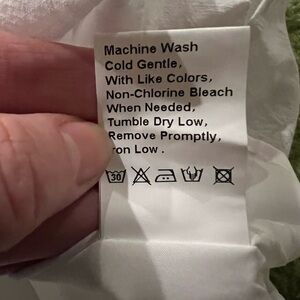 Machine Wash
Cold Gentle,
With Like Colors,
Non-Chlorine Bleach
When Needed,
Tumble Dry Low,
Remove Promptly,
ron Low .
30